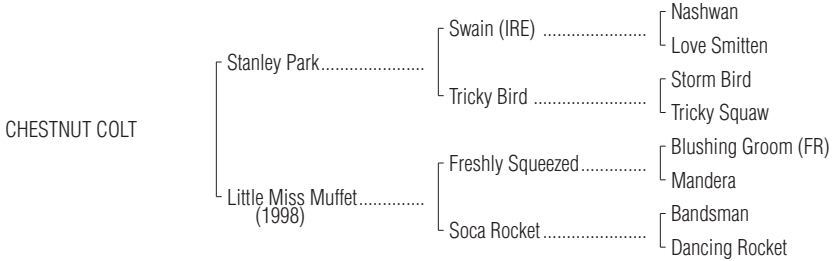 Nashwan
Swain (IRE) ......................
Love Smitten
Stanley Park......................
Storm Bird
Tricky Bird ........................
Tricky Squaw
CHESTNUT COLT
Blushing Groom (FR)
Freshly Squeezed..............
Mandera
Little Miss Muffet..............
(1998)
Bandsman
Soca Rocket......................
Dancing Rocket